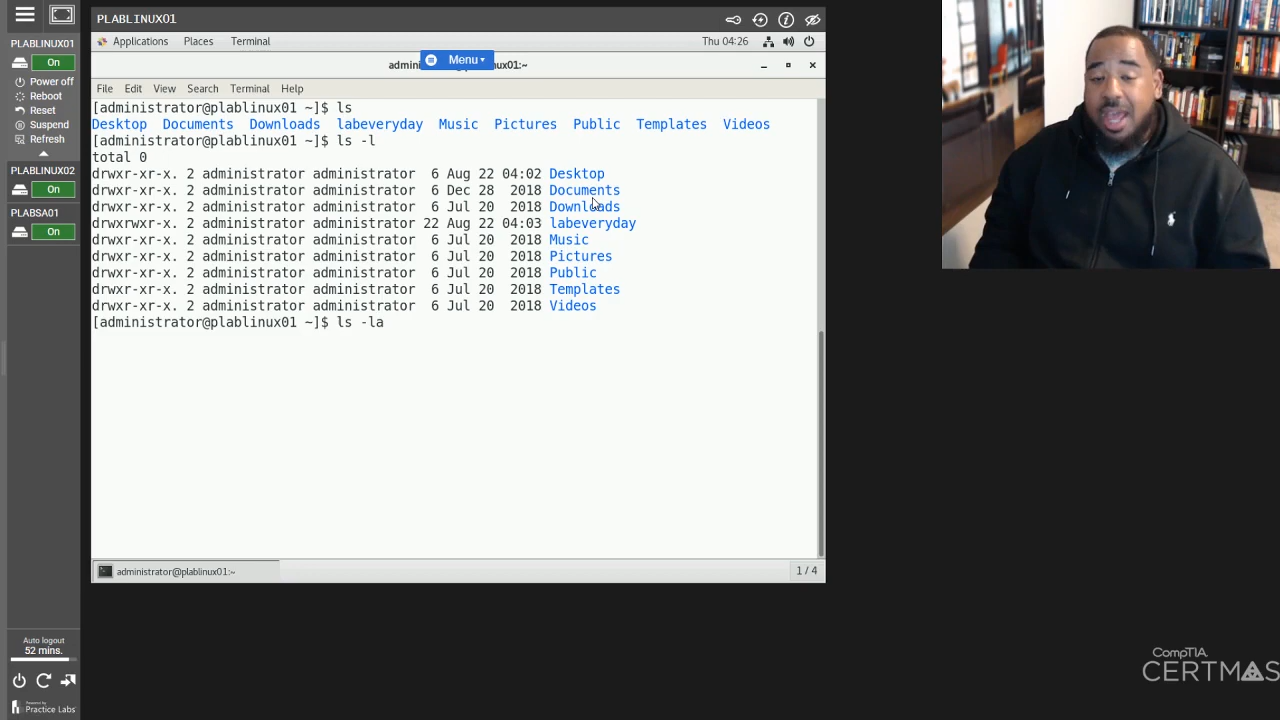 PLABLINUX01
On
Power off
Reboot
Reset
Suspend
Refresh
PLABLINUX02
On
PLABSA01
On
Auto logout
52 mins.
Powered by
Practice Labs
PLABLINUX01
Applications Places Terminal Thu 04:26
Menu
File Edit View Search Terminal Help
[administrator@plablinux01 ~]$ ls
Desktop Documents Downloads labeveryday Music Pictures Public Templates Videos
[administrator@plablinux01 ~]$ ls -l
total 0
drwxr-xr-x. 2 administrator administrator 6 Aug 22 04:02 Desktop
drwxr-xr-x. 2 administrator administrator 6 Dec 28 2018 Documents
drwxr-xr-x. 2 administrator administrator 6 Jul 20 2018 Downloads
drwxrwxr-x. 2 administrator administrator 22 Aug 22 04:03 labeveryday
drwxr-xr-x. 2 administrator administrator 6 Jul 20 2018 Music
drwxr-xr-x. 2 administrator administrator 6 Jul 20 2018 Pictures
drwxr-xr-x. 2 administrator administrator 6 Jul 20 2018 Public
drwxr-xr-x. 2 administrator administrator 6 Jul 20 2018 Templates
drwxr-xr-x. 2 administrator administrator 6 Jul 20 2018 Videos
[administrator@plablinux01 ~]$ ls -la
administrator@plablinux01:~
1 / 4
CompTIA.
CERTMAS